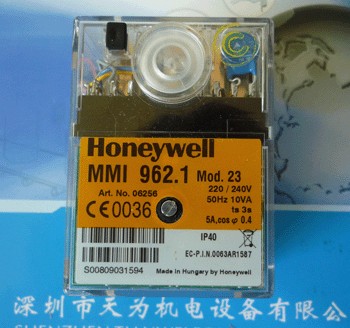 Honeywell
MMI 962.1 Mod. 23
Art. No. 06256
220 / 240V
50Hz 10VA
ts 3s
5A,cos φ 0.4
CE0036
IP40
EC-P.I.N.0063AR1587
S00809031594
Made in Hungary by Honeywell
深圳市天为机电设备有限